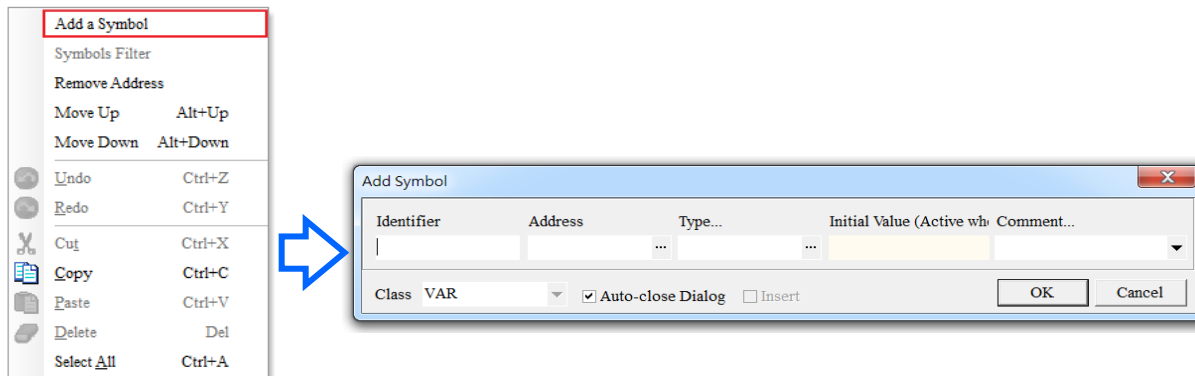 Add a Symbol
Symbols Filter
Remove Address
Move Up Alt+Up
Move Down Alt+Down
Undo Ctrl+Z
Redo Ctrl+Y
Cut Ctrl+X
Copy Ctrl+C
Paste Ctrl+V
Delete Del
Select All Ctrl+A
Add Symbol
Identifier Address Type... Initial Value (Active whe Comment...
... ...
Class VAR Auto-close Dialog Insert OK Cancel